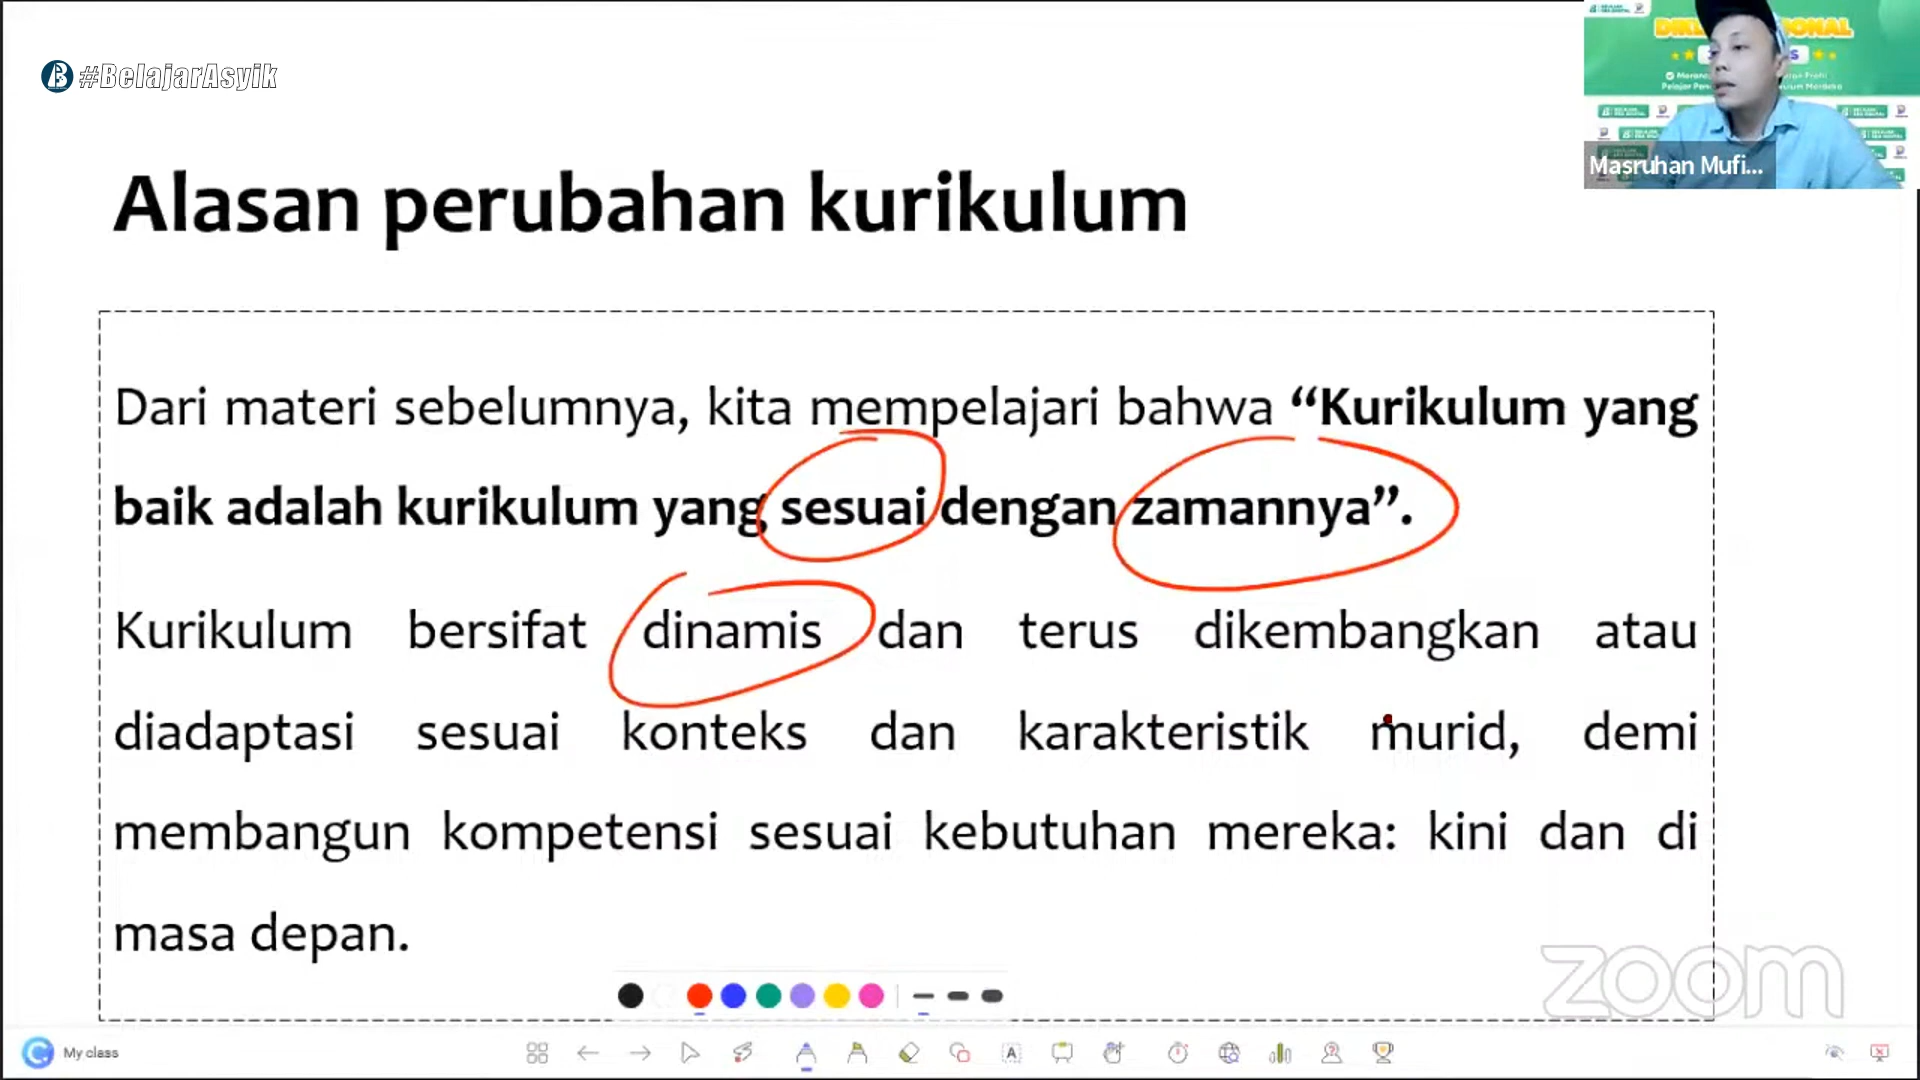 #BelajarAsyik
Masruhan Mufi...
Alasan perubahan kurikulum
Dari materi sebelumnya, kita mempelajari bahwa “Kurikulum yang
baik adalah kurikulum yang sesuai dengan zamannya”.
Kurikulum bersifat dinamis dan terus dikembangkan atau
diadaptasi sesuai konteks dan karakteristik murid, demi
membangun kompetensi sesuai kebutuhan mereka: kini dan di
masa depan.
zoom
My class